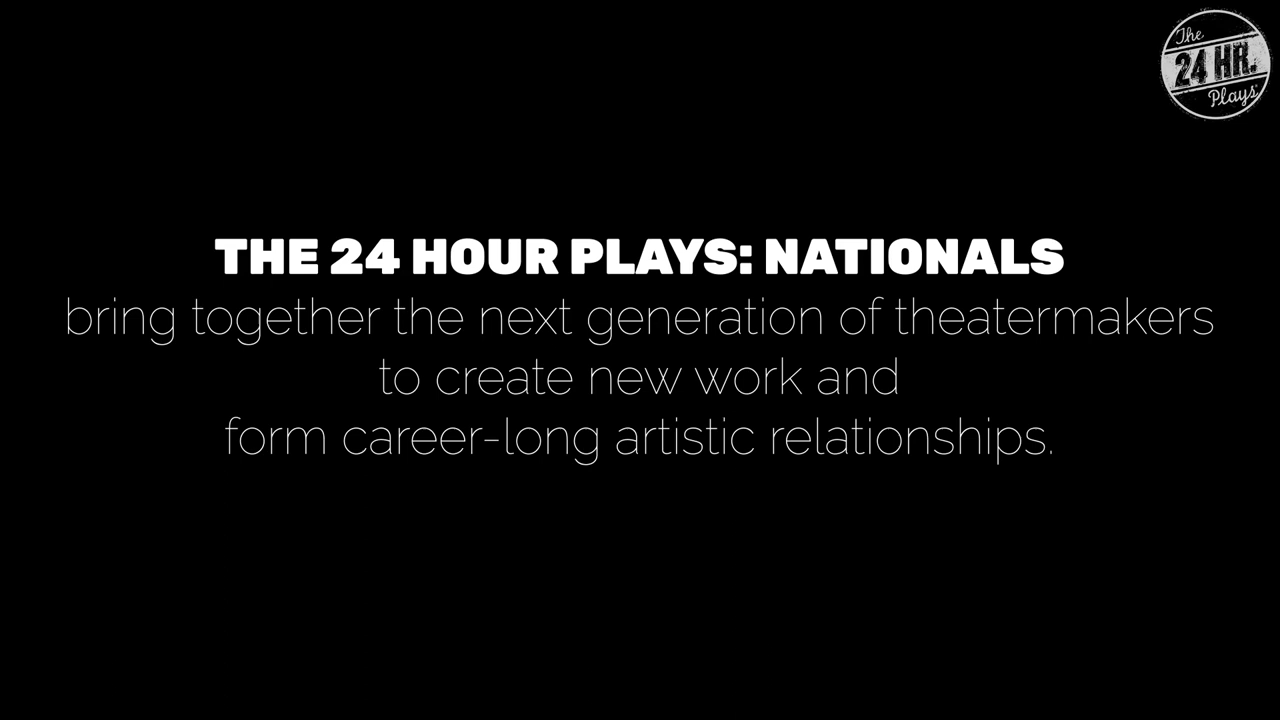 The
24 HR.
Plays
THE 24 HOUR PLAYS: NATIONALS
bring together the next generation of theatermakers
to create new work and
form career-long artistic relationships.